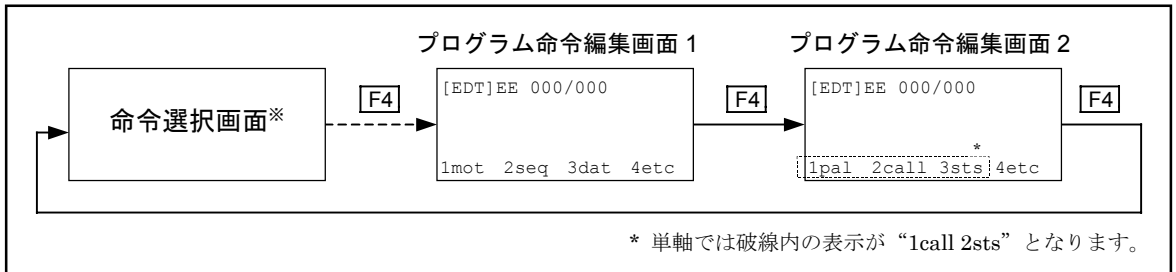 プログラム命令編集画面 1
プログラム命令編集画面 2
命令選択画面※
F4
[EDT]EE 000/000
1mot 2seq 3dat 4etc
F4
[EDT]EE 000/000
*
1pal 2call 3sts 4etc
F4
* 単軸では破線内の表示が“1call 2sts”となります。